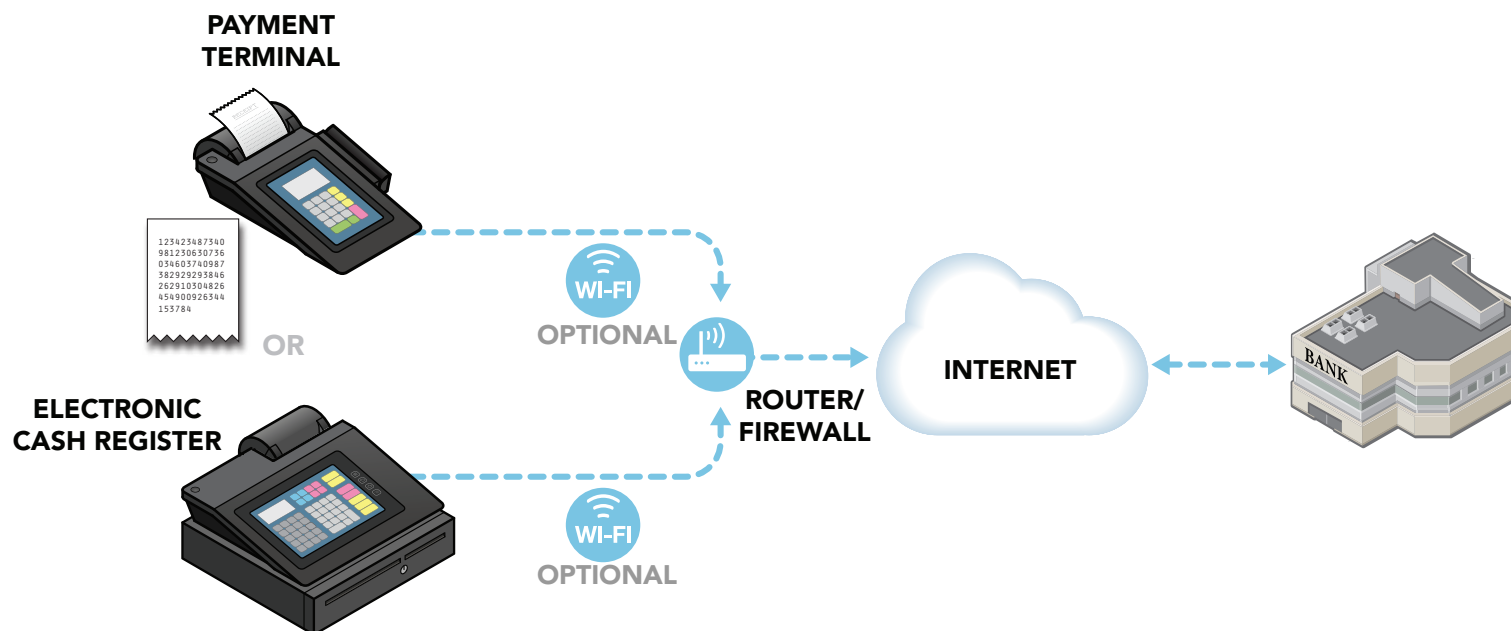 PAYMENT
TERMINAL
RECEIPT
123423487340
981230630736
034603740987
382929293846
262910304826
454900926344
153784
OR
WI-FI
OPTIONAL
ELECTRONIC
CASH REGISTER
WI-FI
OPTIONAL
ROUTER/
FIREWALL
INTERNET
BANK